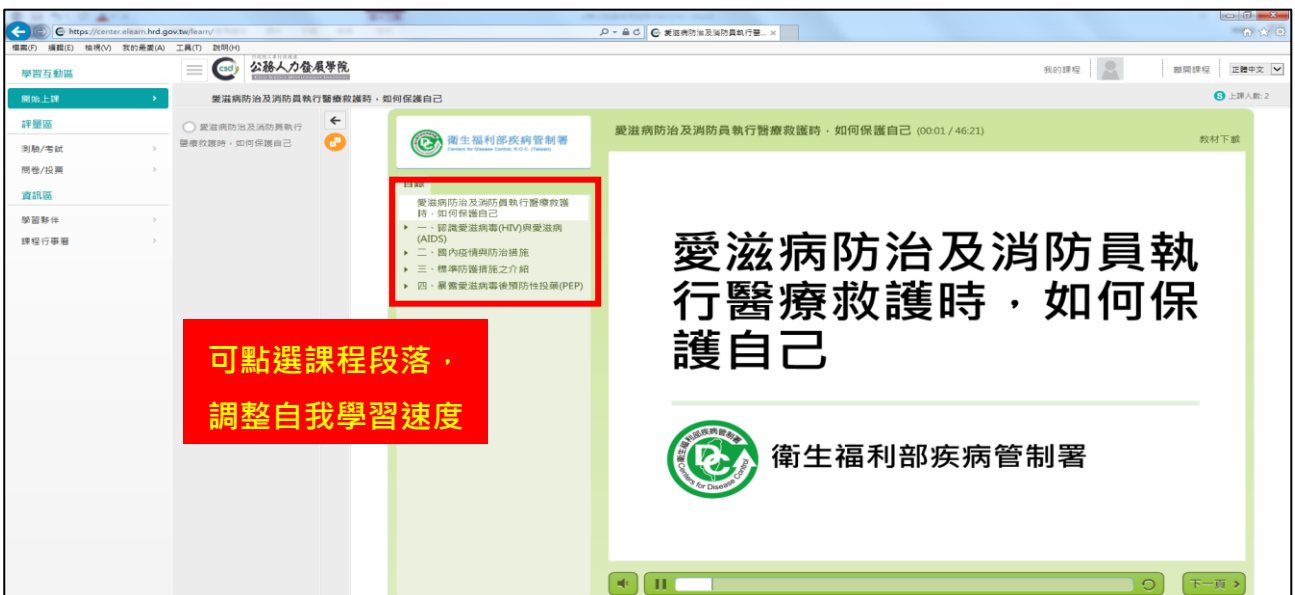 https://center.elearn.hrd.gov.tw/learn/
愛滋病防治及消防員執行醫...
檔案(F) 編輯(E) 檢視(V) 我的最愛(A) 工具(T) 說明(H)
學習互動區
csdi 公務人力發展學院
我的課程
離開課程
正體中文
開始上課
愛滋病防治及消防員執行醫療救護時，如何保護自己
S 上課人數: 2
評量區
測驗/考試
問卷/投票
資訊區
學習夥伴
課程行事曆
愛滋病防治及消防員執行
醫療救護時，如何保護自己
衛生福利部疾病管制署
Centers for Disease Control, R.O.C. (Taiwan)
目錄
愛滋病防治及消防員執行醫療救護
時，如何保護自己
一、認識愛滋病毒(HIV)與愛滋病
(AIDS)
二、國內疫情與防治措施
三、標準防護措施之介紹
四、暴露愛滋病毒後預防性投藥(PEP)
可點選課程段落，
調整自我學習速度
愛滋病防治及消防員執行醫療救護時，如何保護自己 (00:01 / 46:21)
教材下載
愛滋病防治及消防員執
行醫療救護時，如何保
護自己
衛生福利部疾病管制署
下一頁